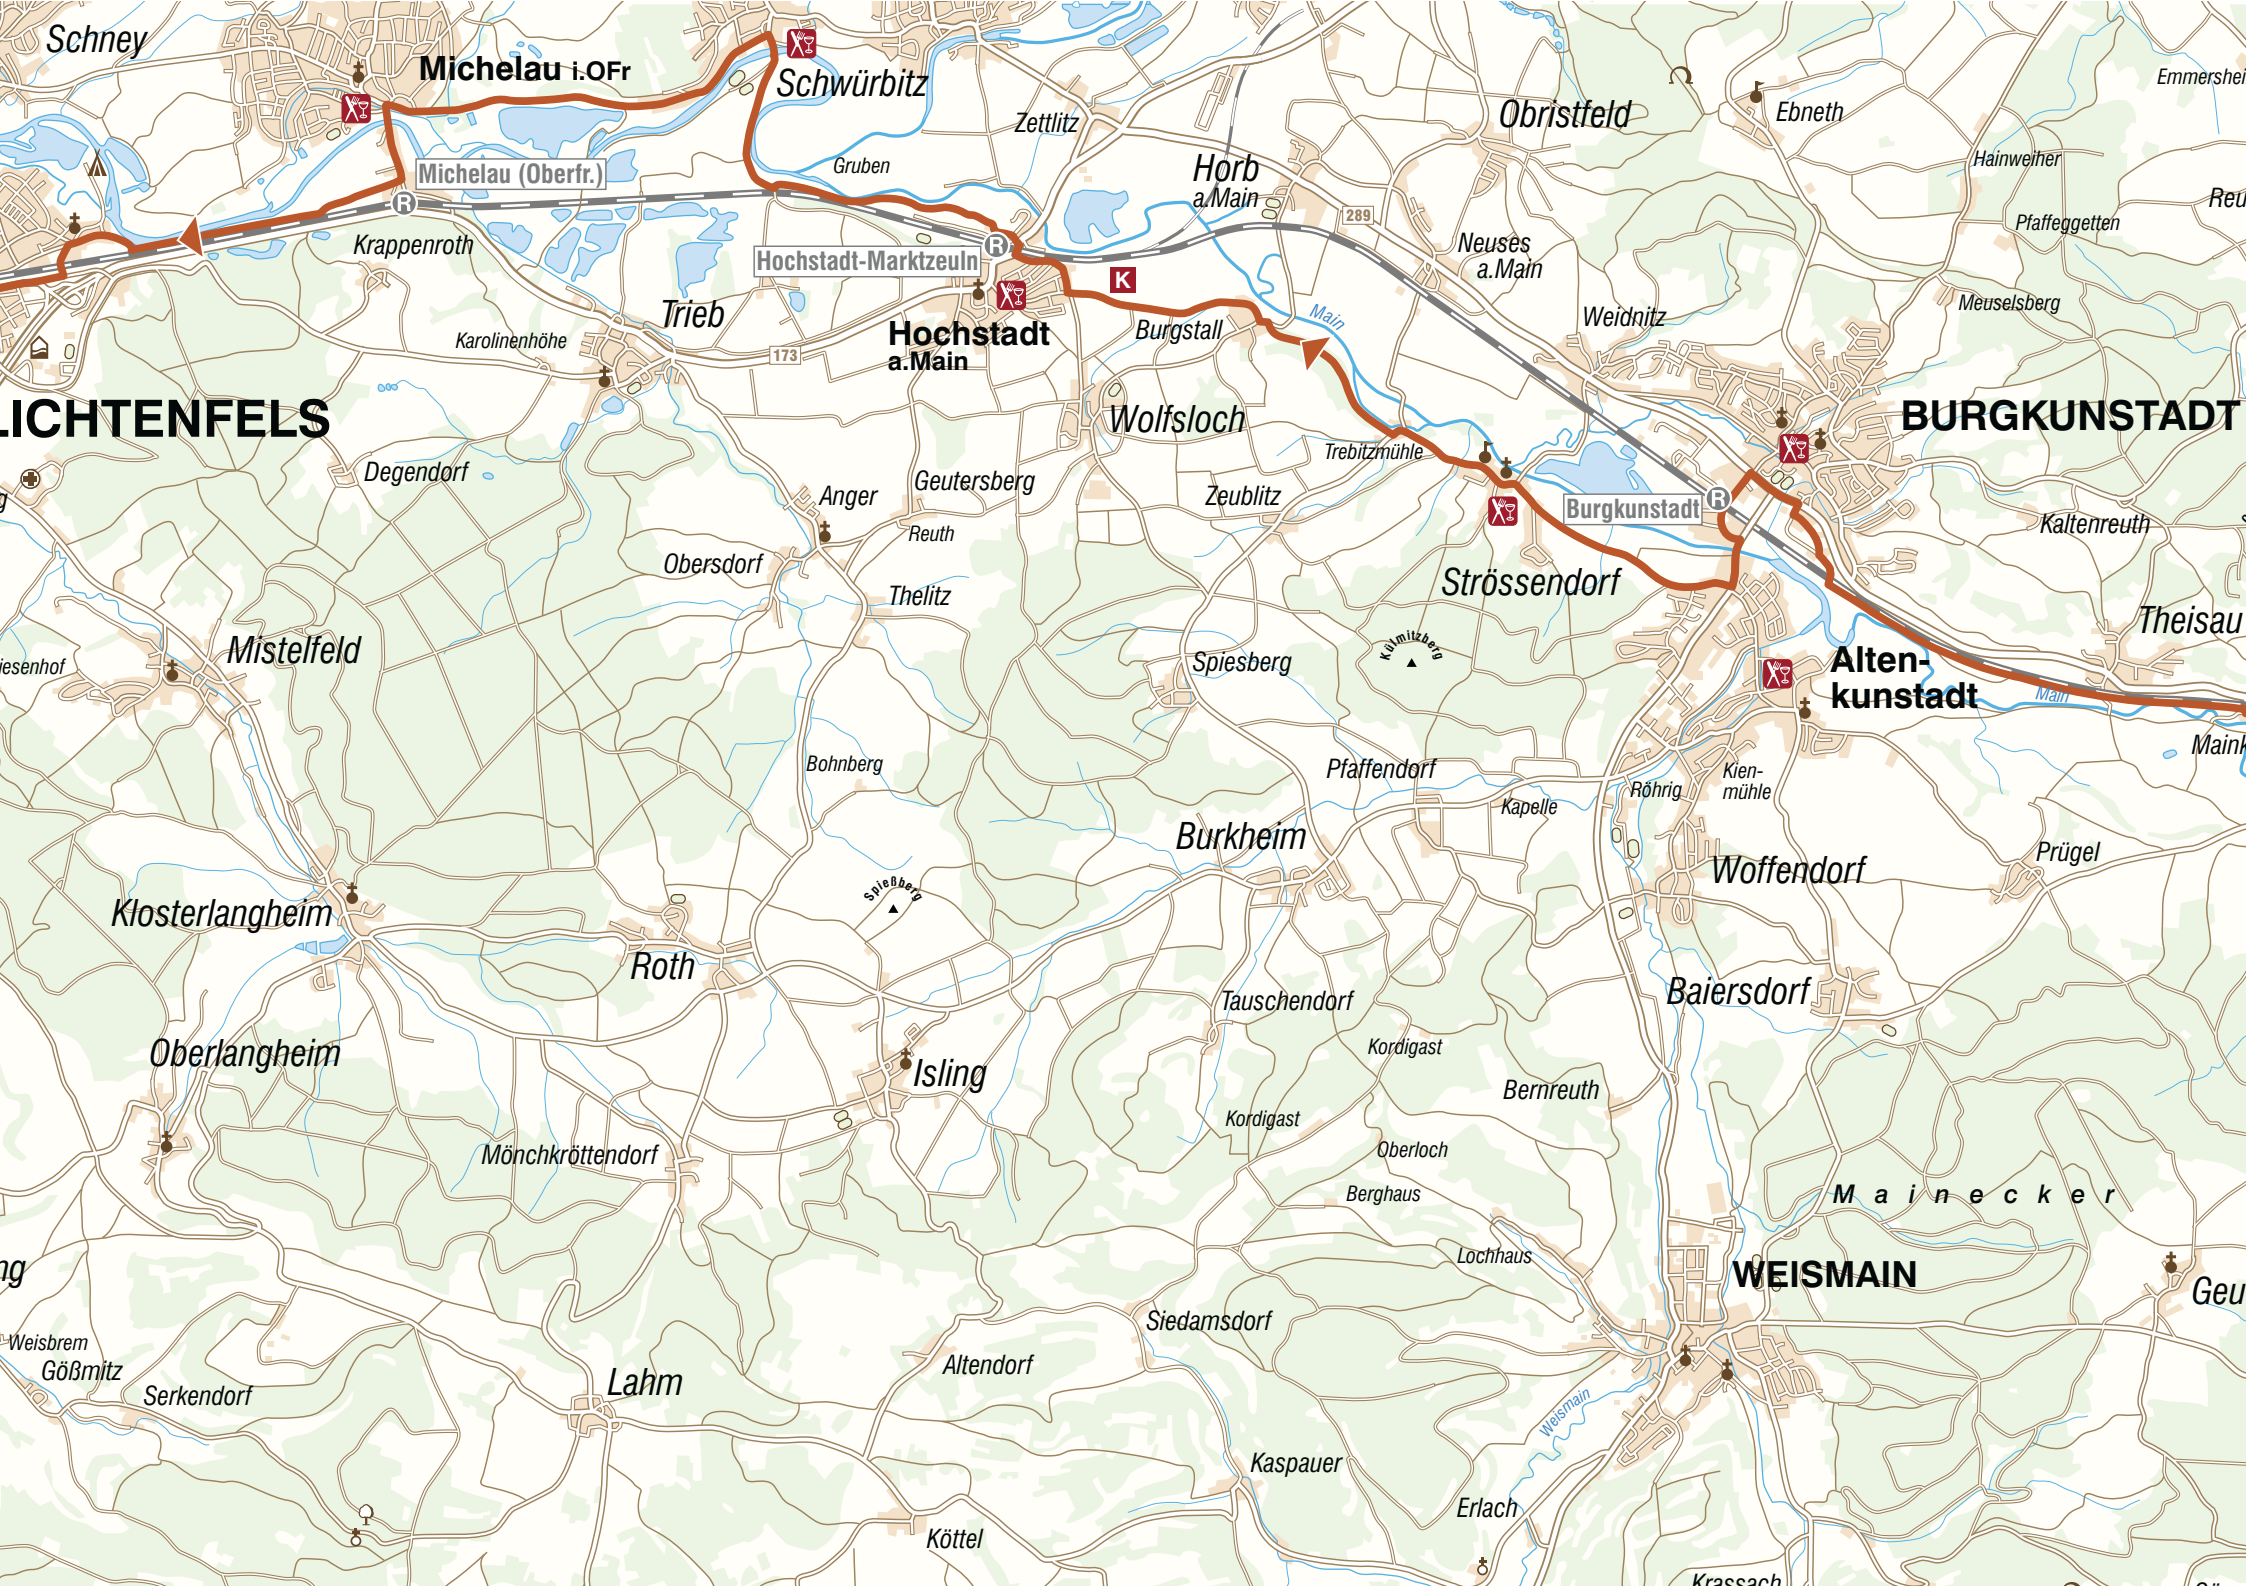 Schney
Michelau i.OFr
Schwürbitz
Emmershei
Ebneth
Obristfeld
Zettlitz
Gruben
Horb
a.Main
Hainweiher
Michelau (Oberfr.)
R
Reu
289
Pfaffeggetten
Krappenroth
Hochstadt-Marktzeuln
R
K
Neuses
a.Main
Meuselsberg
Trieb
Main
Weidnitz
Burgstall
Karolinenhöhe
173
Hochstadt
a.Main
LICHTENFELS
BURGKUNSTADT
Wolfsloch
Trebitzmühle
Degendorf
Geutersberg
Anger
Zeublitz
Burgkunstadt
R
g
Kaltenreuth
Reuth
Obersdorf
Strössendorf
Thelitz
Theisau
Mistelfeld
Külmitzberg
Spiesberg
iesenhof
Alten-
kunstadt
Main
Maink
Bohnberg
Pfaffendorf
Kien-
mühle
Röhrig
Kapelle
Burkheim
Prügel
Woffendorf
Spießberg
Klosterlangheim
Roth
Baiersdorf
Tauschendorf
Oberlangheim
Kordigast
Isling
Bernreuth
Kordigast
Oberloch
Mönchkröttendorf
Berghaus
Mainecker
Lochhaus
ng
WEISMAIN
Geu
Siedamsdorf
Weisbrem
Gößmitz
Altendorf
Lahm
Serkendorf
Weismain
Kaspauer
Erlach
Köttel
Krassach